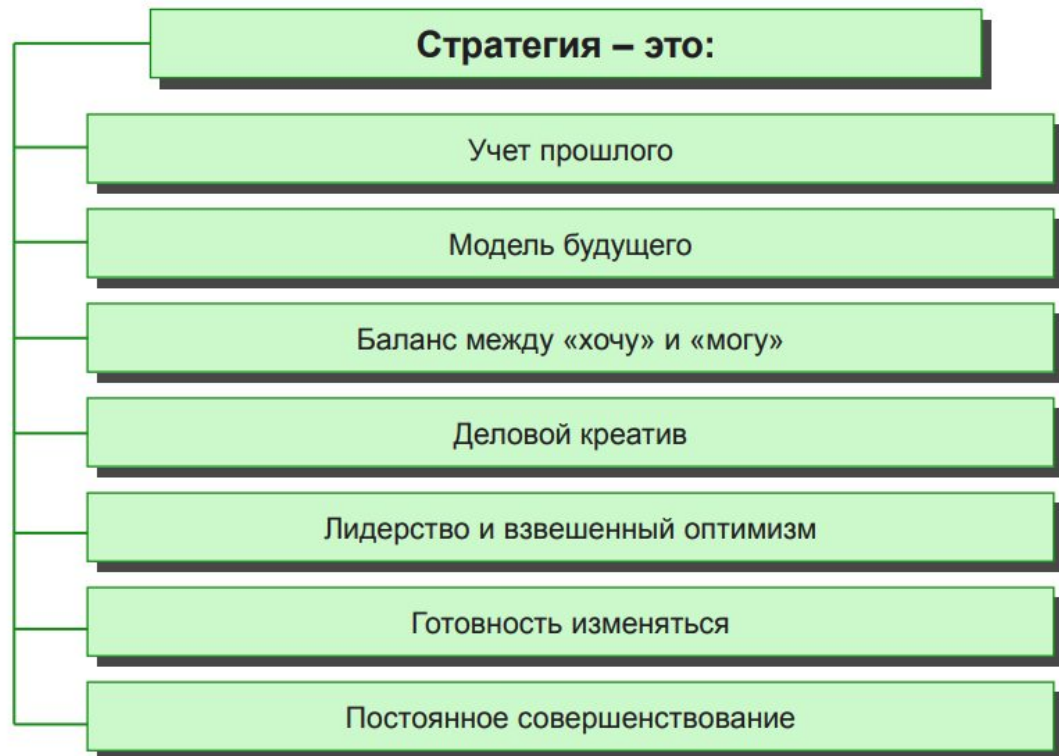 Стратегия – это:
Учет прошлого
Модель будущего
Баланс между «хочу» и «могу»
Деловой креатив
Лидерство и взвешенный оптимизм
Готовность изменяться
Постоянное совершенствование